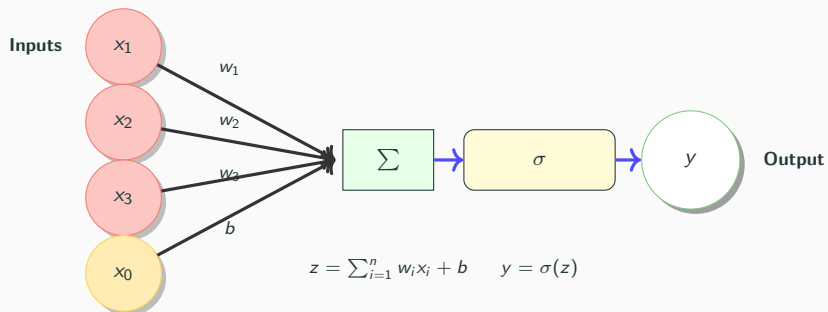 Inputs
x₁
x₂
x₃
x₀
w₁
w₂
w₃
b
∑
σ
y
Output
z = ∑ⁿᵢ₌₁ wᵢxᵢ + b  y = σ(z)